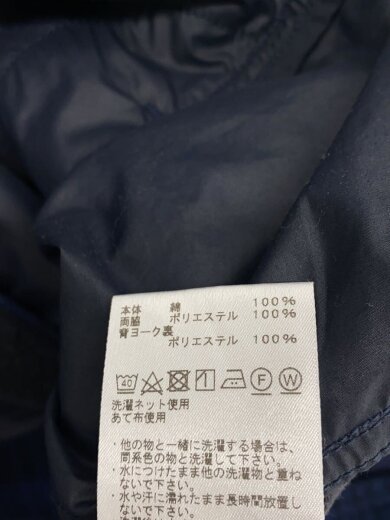 本体 綿 100%
両脇 ポリエステル 100%
背ヨーク裏
ポリエステル 100%
40 F W
洗濯ネット使用
あて布使用
・他の物と一緒に洗濯する場合は、
同系色の物と洗濯して下さい。
・水につけたまま他の洗濯物と重ね
ないで下さい。
・水や汗に濡れたまま長時間放置し
ないで下さい。